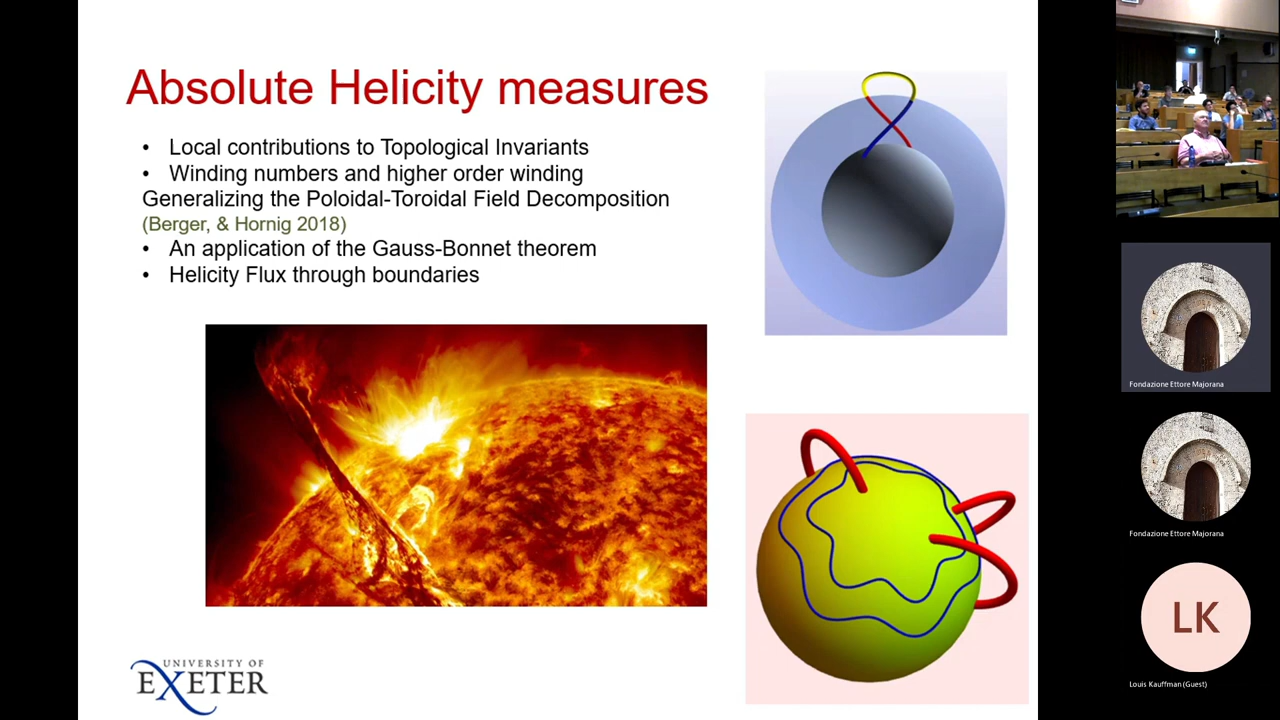 Absolute Helicity measures
• Local contributions to Topological Invariants
• Winding numbers and higher order winding
Generalizing the Poloidal-Toroidal Field Decomposition
(Berger, & Hornig 2018)
• An application of the Gauss-Bonnet theorem
• Helicity Flux through boundaries
UNIVERSITY OF
EXETER
Fondazione Ettore Majorana
Fondazione Ettore Majorana
LK
Louis Kauffman (Guest)